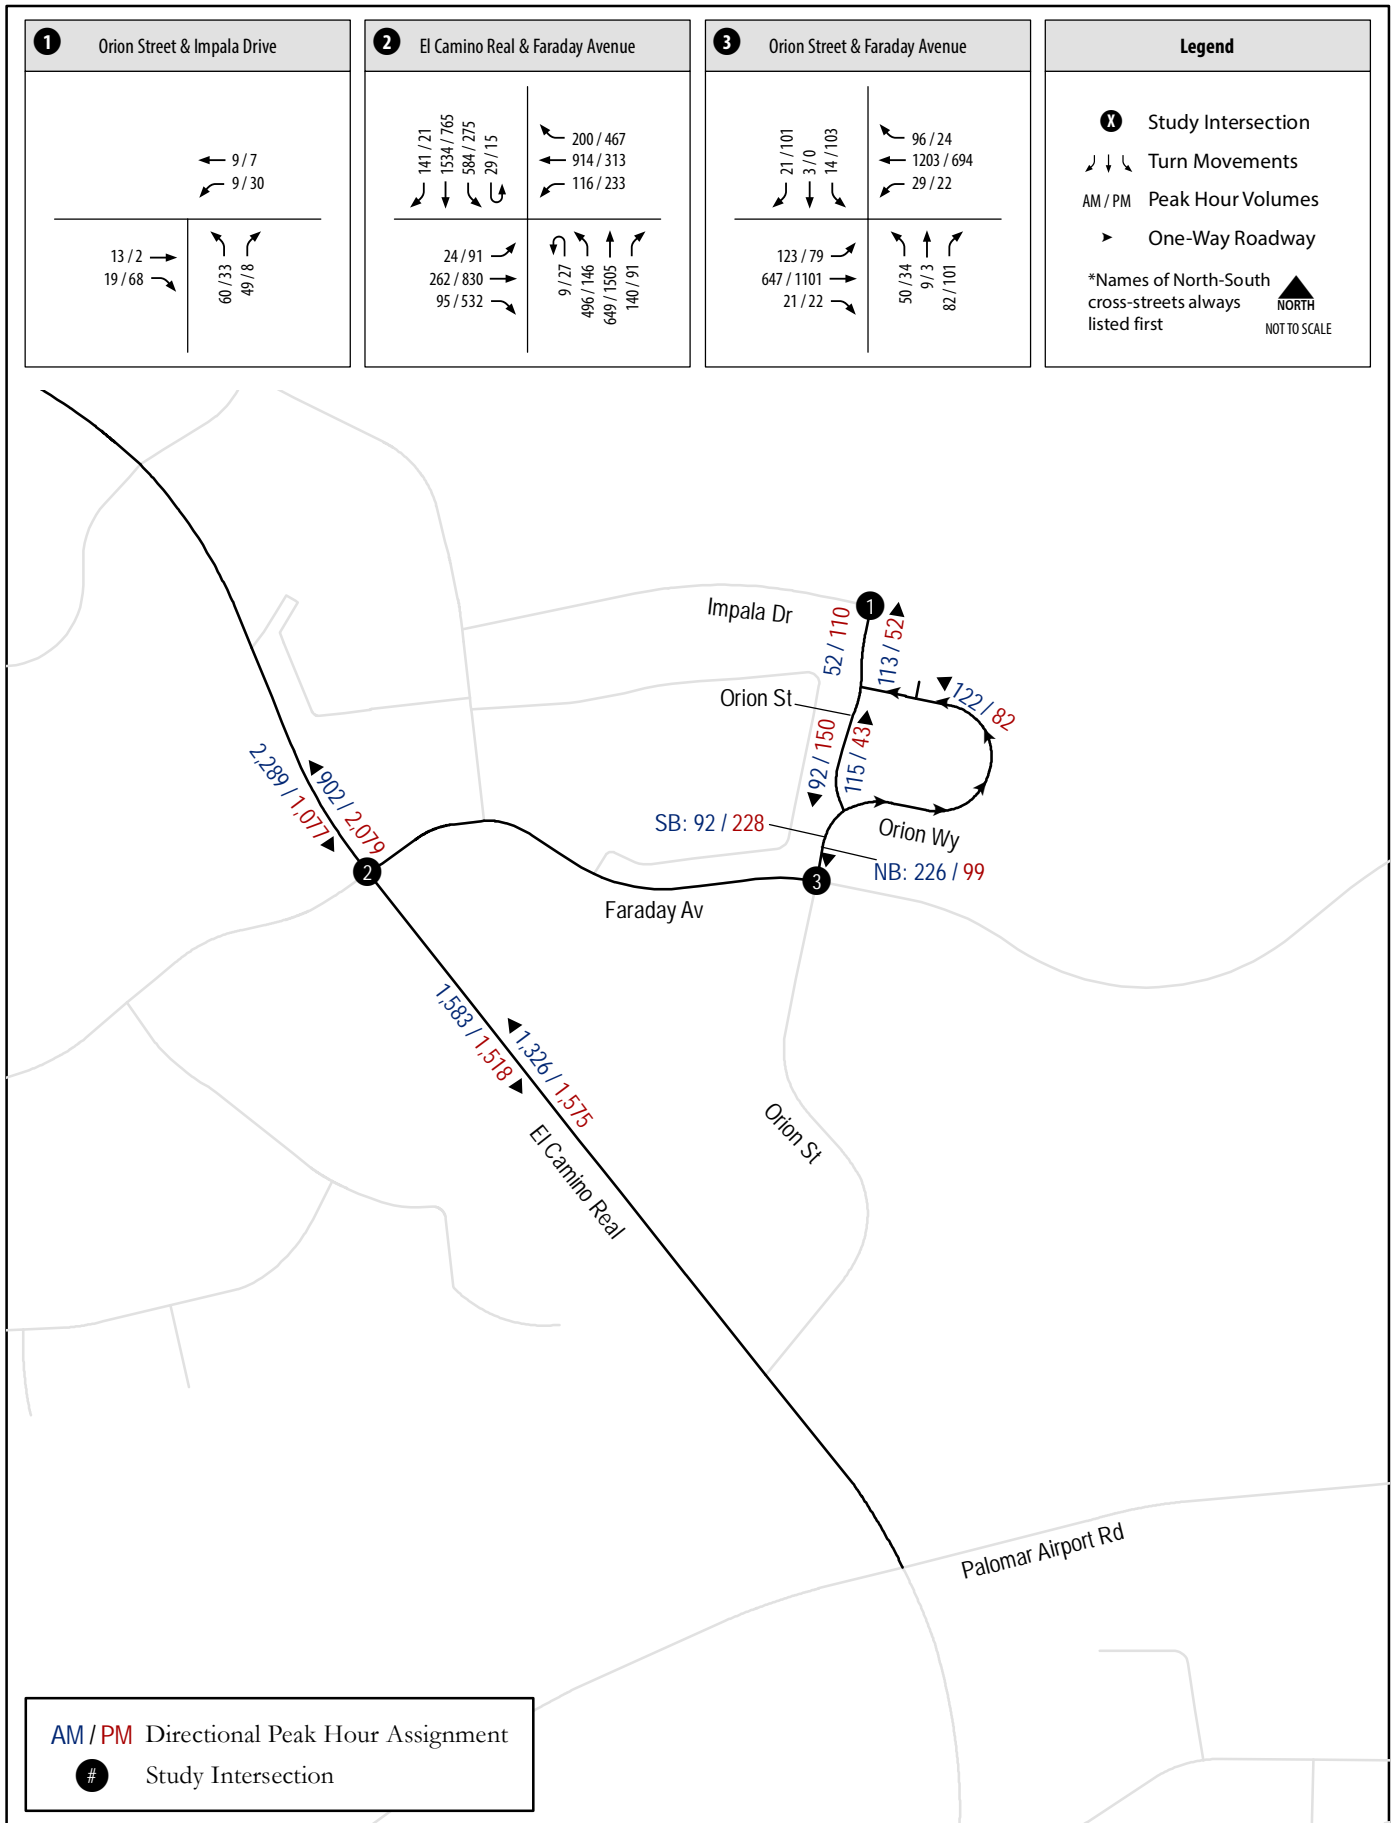 1 Orion Street & Impala Drive
9 / 7
9 / 30
13 / 2
19 / 68
60 / 33
49 / 8
2 El Camino Real & Faraday Avenue
141 / 21
1534 / 765
584 / 275
29 / 15
200 / 467
914 / 313
116 / 233
24 / 91
262 / 830
95 / 532
9 / 27
496 / 146
649 / 1505
140 / 91
3 Orion Street & Faraday Avenue
21 / 101
3 / 0
14 / 103
96 / 24
1203 / 694
29 / 22
123 / 79
647 / 1101
21 / 22
50 / 34
9 / 3
82 / 101
Legend
X Study Intersection
Turn Movements
AM / PM Peak Hour Volumes
One-Way Roadway
*Names of North-South
cross-streets always
listed first
NORTH
NOT TO SCALE
Impala Dr
1
52 / 110
113 / 52
Orion St
122 / 82
92 / 150
115 / 43
2,289 / 1,077
902 / 2,079
SB: 92 / 228
Orion Wy
NB: 226 / 99
2
3
Faraday Av
1,583 / 1,518
1,326 / 1,575
El Camino Real
Orion St
Palomar Airport Rd
AM / PM Directional Peak Hour Assignment
# Study Intersection